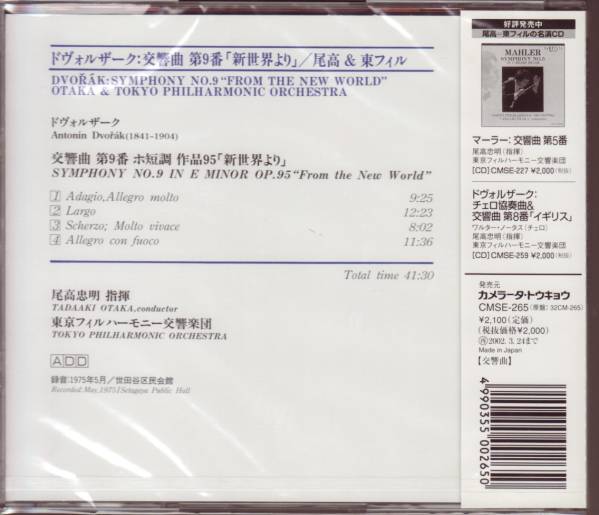 ドヴォルザーク:交響曲 第9番「新世界より」/尾高 & 東フィル
DVOŘÁK:SYMPHONY NO.9 “FROM THE NEW WORLD”
OTAKA & TOKYO PHILHARMONIC ORCHESTRA
ドヴォルザーク
Antonín Dvořák(1841-1904)
交響曲 第9番 ホ短調 作品95「新世界より」
SYMPHONY NO.9 IN E MINOR OP.95 “From the New World”
1 Adagio,Allegro molto 9:25
2 Largo 12:23
3 Scherzo; Molto vivace 8:02
4 Allegro con fuoco 11:36
Total time 41:30
尾高忠明 指揮
TADAAKI OTAKA,conductor
東京フィルハーモニー交響楽団
TOKYO PHILHARMONIC ORCHESTRA
ADD
録音:1975年5月/世田谷区民会館
Recorded:May,1975/Setagaya Public Hall
好評発売中
尾高=東フィルの名演CD
MAHLER
SYMPHONY NO.5
マーラー:交響曲 第5番
尾高忠明(指揮)
東京フィルハーモニー交響楽団
[CD]CMSE-227 ¥2,000(税抜)
ドヴォルザーク:
チェロ協奏曲&
交響曲 第8番「イギリス」
ワルター・ノータス(チェロ)
尾高忠明(指揮)
東京フィルハーモニー交響楽団
[CD]CMSE-259 ¥2,000(税抜)
発売元
カメラータ・トウキョウ
CMSE-265(原盤:32CM-265)
¥2,100(定価)
(税抜価格¥2,000)
再2002.3.24まで
Made in Japan
【交響曲】
4 990355 002650